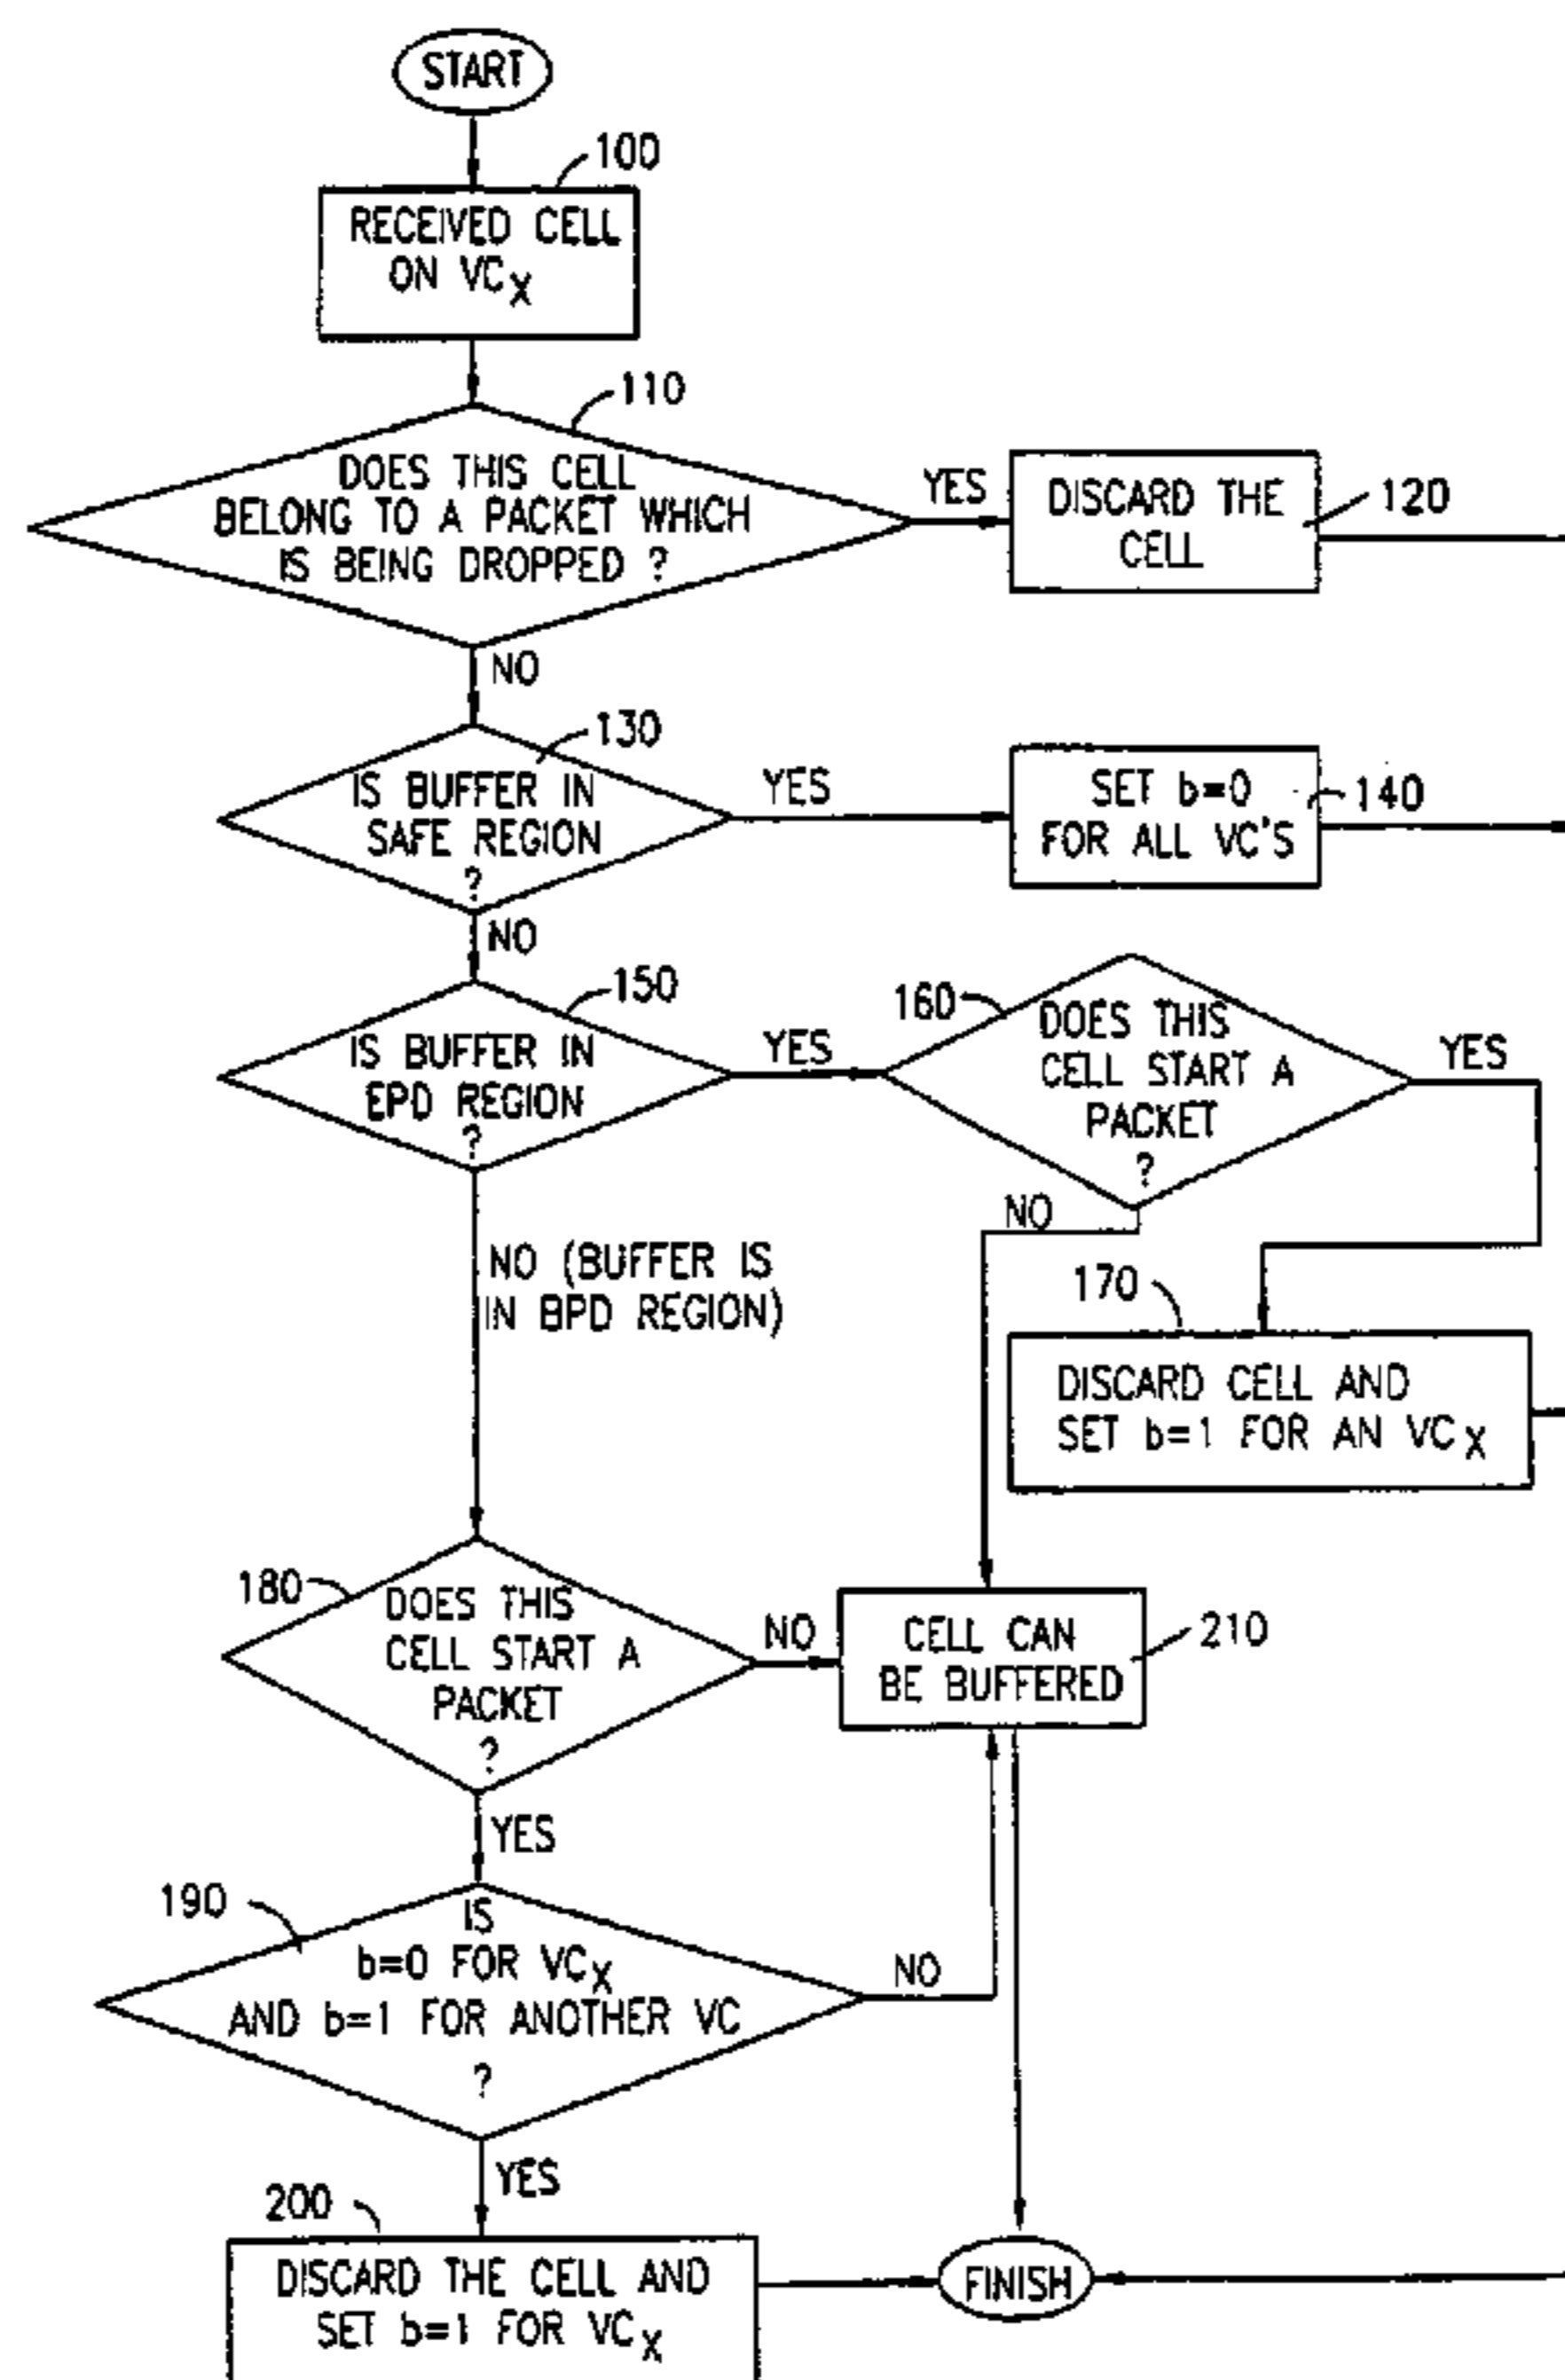 START
100
RECEIVED CELL
ON VCX
110
DOES THIS CELL
BELONG TO A PACKET WHICH
IS BEING DROPPED ?
YES
DISCARD THE
CELL
120
NO
130
IS BUFFER IN
SAFE REGION
?
YES
SET b=0
FOR ALL VC'S
140
NO
150
IS BUFFER IN
EPD REGION
?
YES
160
DOES THIS
CELL START A
PACKET
?
YES
NO
NO (BUFFER IS
IN BPD REGION)
170
DISCARD CELL AND
SET b=1 FOR AN VCX
180
DOES THIS
CELL START A
PACKET
?
NO
CELL CAN
BE BUFFERED
210
YES
190
IS
b=0 FOR VCX
AND b=1 FOR ANOTHER VC
?
NO
YES
200
DISCARD THE CELL AND
SET b=1 FOR VCX
FINISH